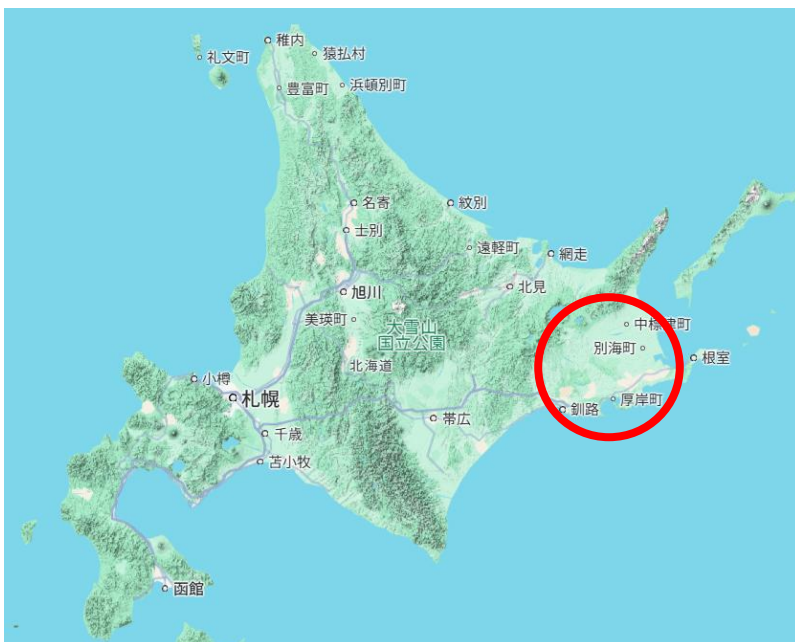 稚内
猿払村
礼文町
豊富町
浜頓別町
名寄
紋別
士別
遠軽町
網走
北見
旭川
美瑛町
大雪山
国立公園
中標津町
別海町
根室
北海道
小樽
札幌
厚岸町
釧路
帯広
千歳
苫小牧
函館